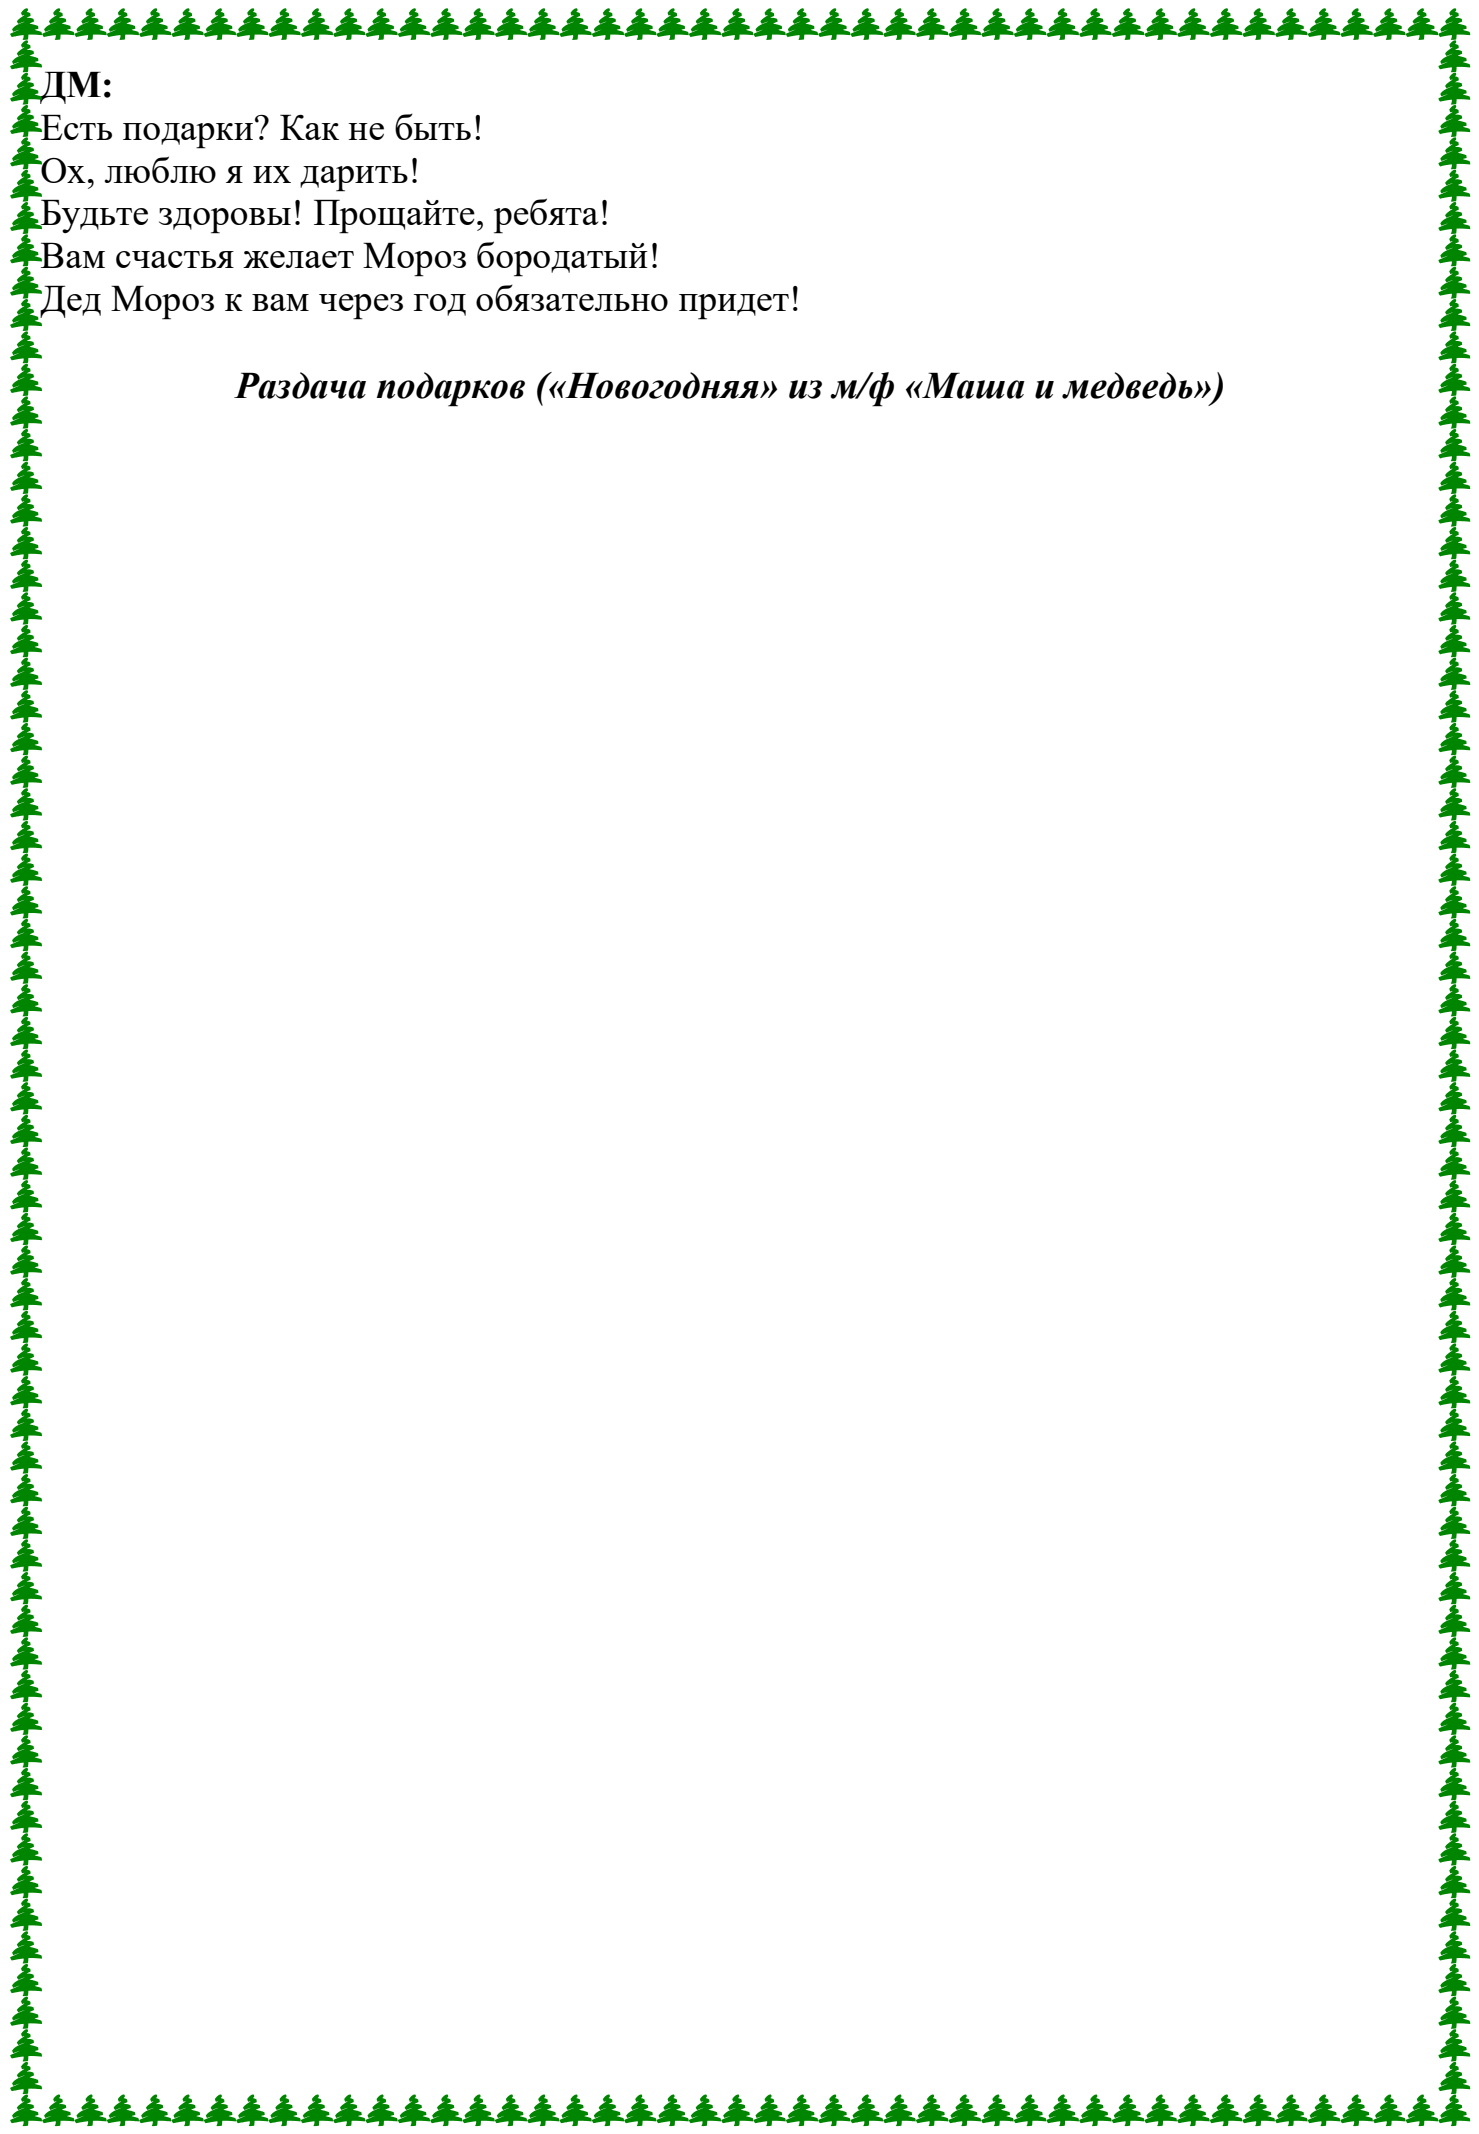 ДМ:
Есть подарки? Как не быть!
Ох, люблю я их дарить!
Будьте здоровы! Прощайте, ребята!
Вам счастья желает Мороз бородатый!
Дед Мороз к вам через год обязательно придет!
Раздача подарков («Новогодняя» из м/ф «Маша и медведь»)